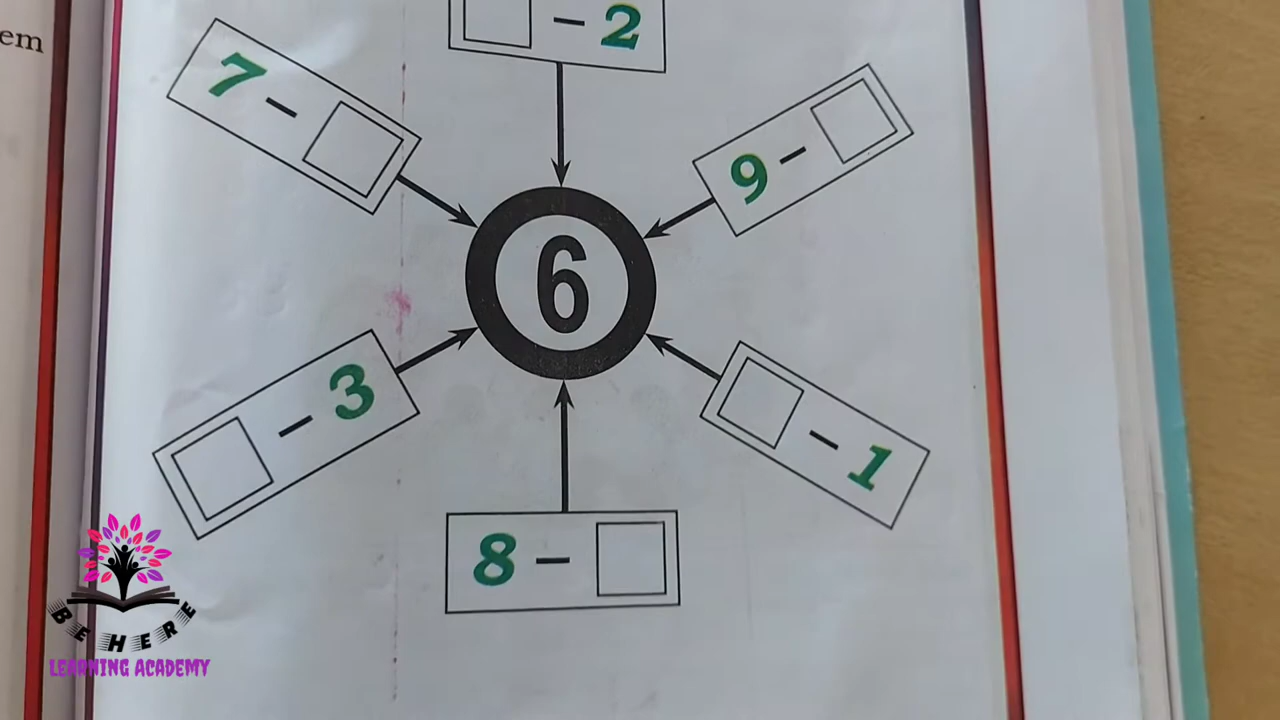 em
□ − 2
7 − □
9 − □
6
□ − 3
□ − 1
8 − □
BE HERE
LEARNING ACADEMY